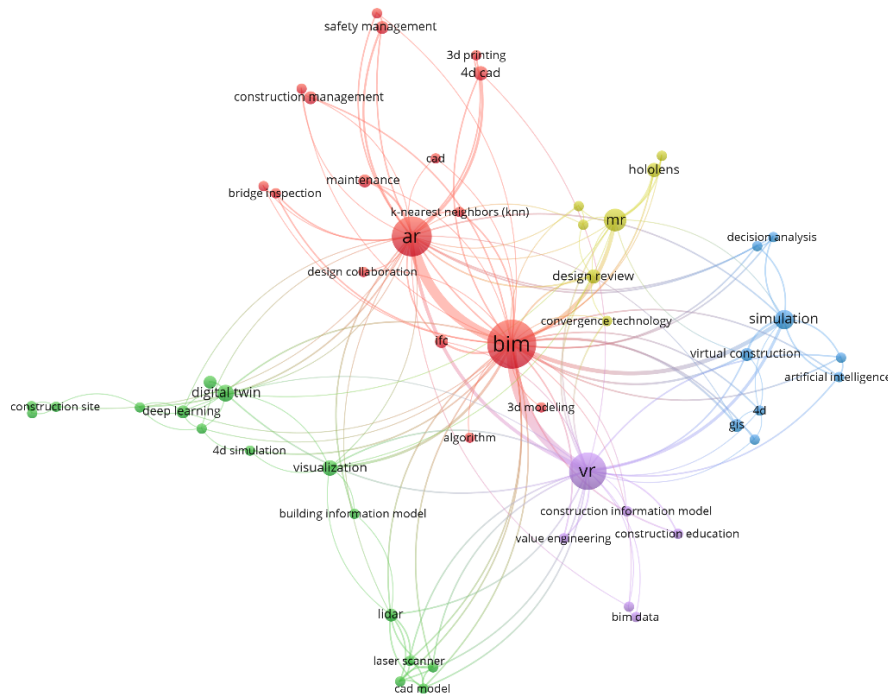 safety management
3d printing
4d cad
construction management
cad
hololens
maintenance
bridge inspection
k-nearest neighbors (knn)
mr
ar
decision analysis
design collaboration
design review
simulation
convergence technology
ifc
bim
virtual construction
artificial intelligence
digital twin
construction site
deep learning
3d modeling
4d
gis
algorithm
4d simulation
visualization
vr
building information model
construction information model
construction education
value engineering
lidar
bim data
laser scanner
cad model